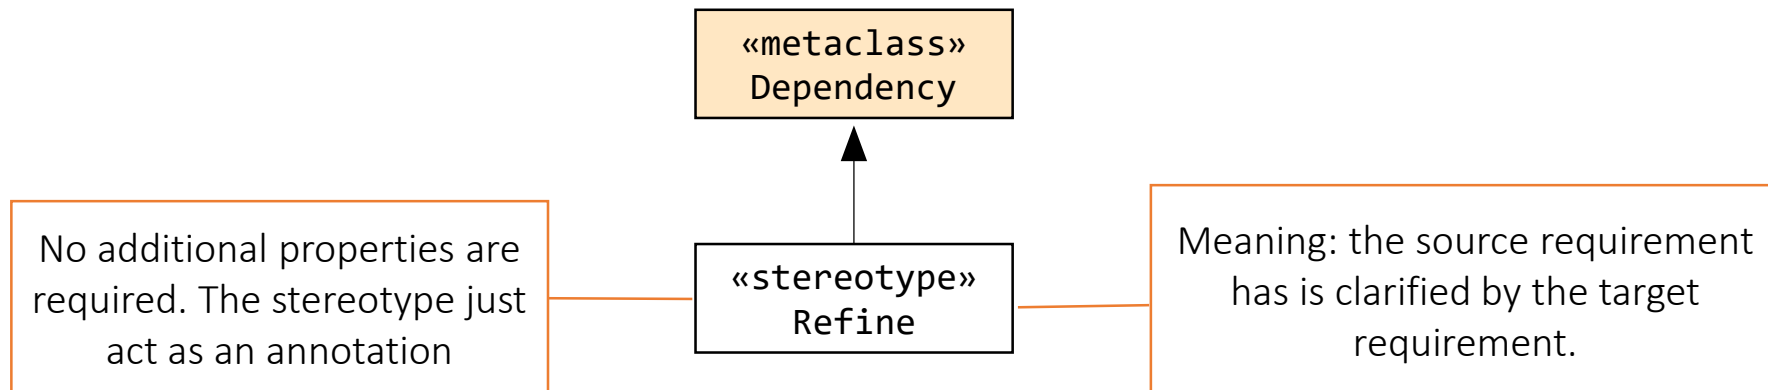 «metaclass»
Dependency
No additional properties are
required. The stereotype just
act as an annotation
«stereotype»
Refine
Meaning: the source requirement
has is clarified by the target
requirement.